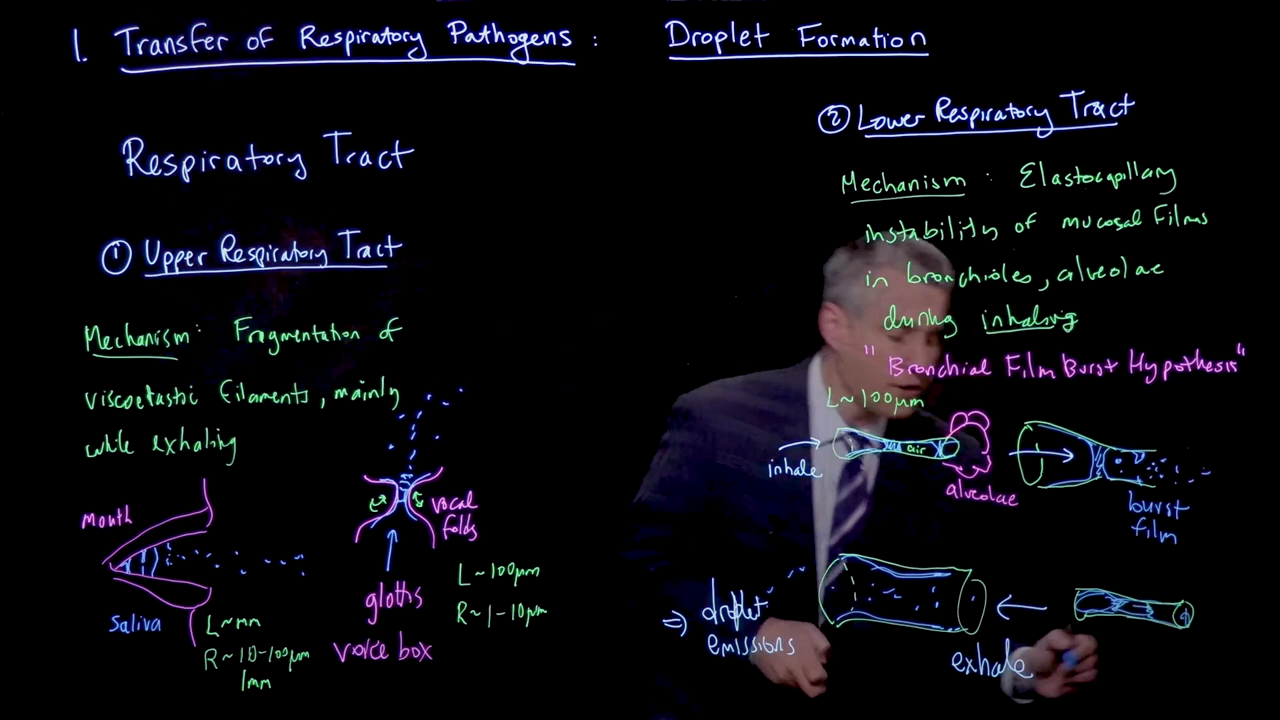 1. Transfer of Respiratory Pathogens : Droplet Formation
Respiratory Tract
① Upper Respiratory Tract
Mechanism: Fragmentation of
viscoelastic filaments, mainly
while exhaling
Mouth
Saliva
L~mm
R~10-100μm
1mm
vocal
folds
glottis
voice box
L~100μm
R~1-10μm
② Lower Respiratory Tract
Mechanism : Elastocapillary
instability of mucosal films
in bronchioles, alveolae
during inhaling
"Bronchial Film Burst Hypothesis"
L~100μm
inhale
air
alveolae
burst
film
⇒ droplet
emissions
exhale